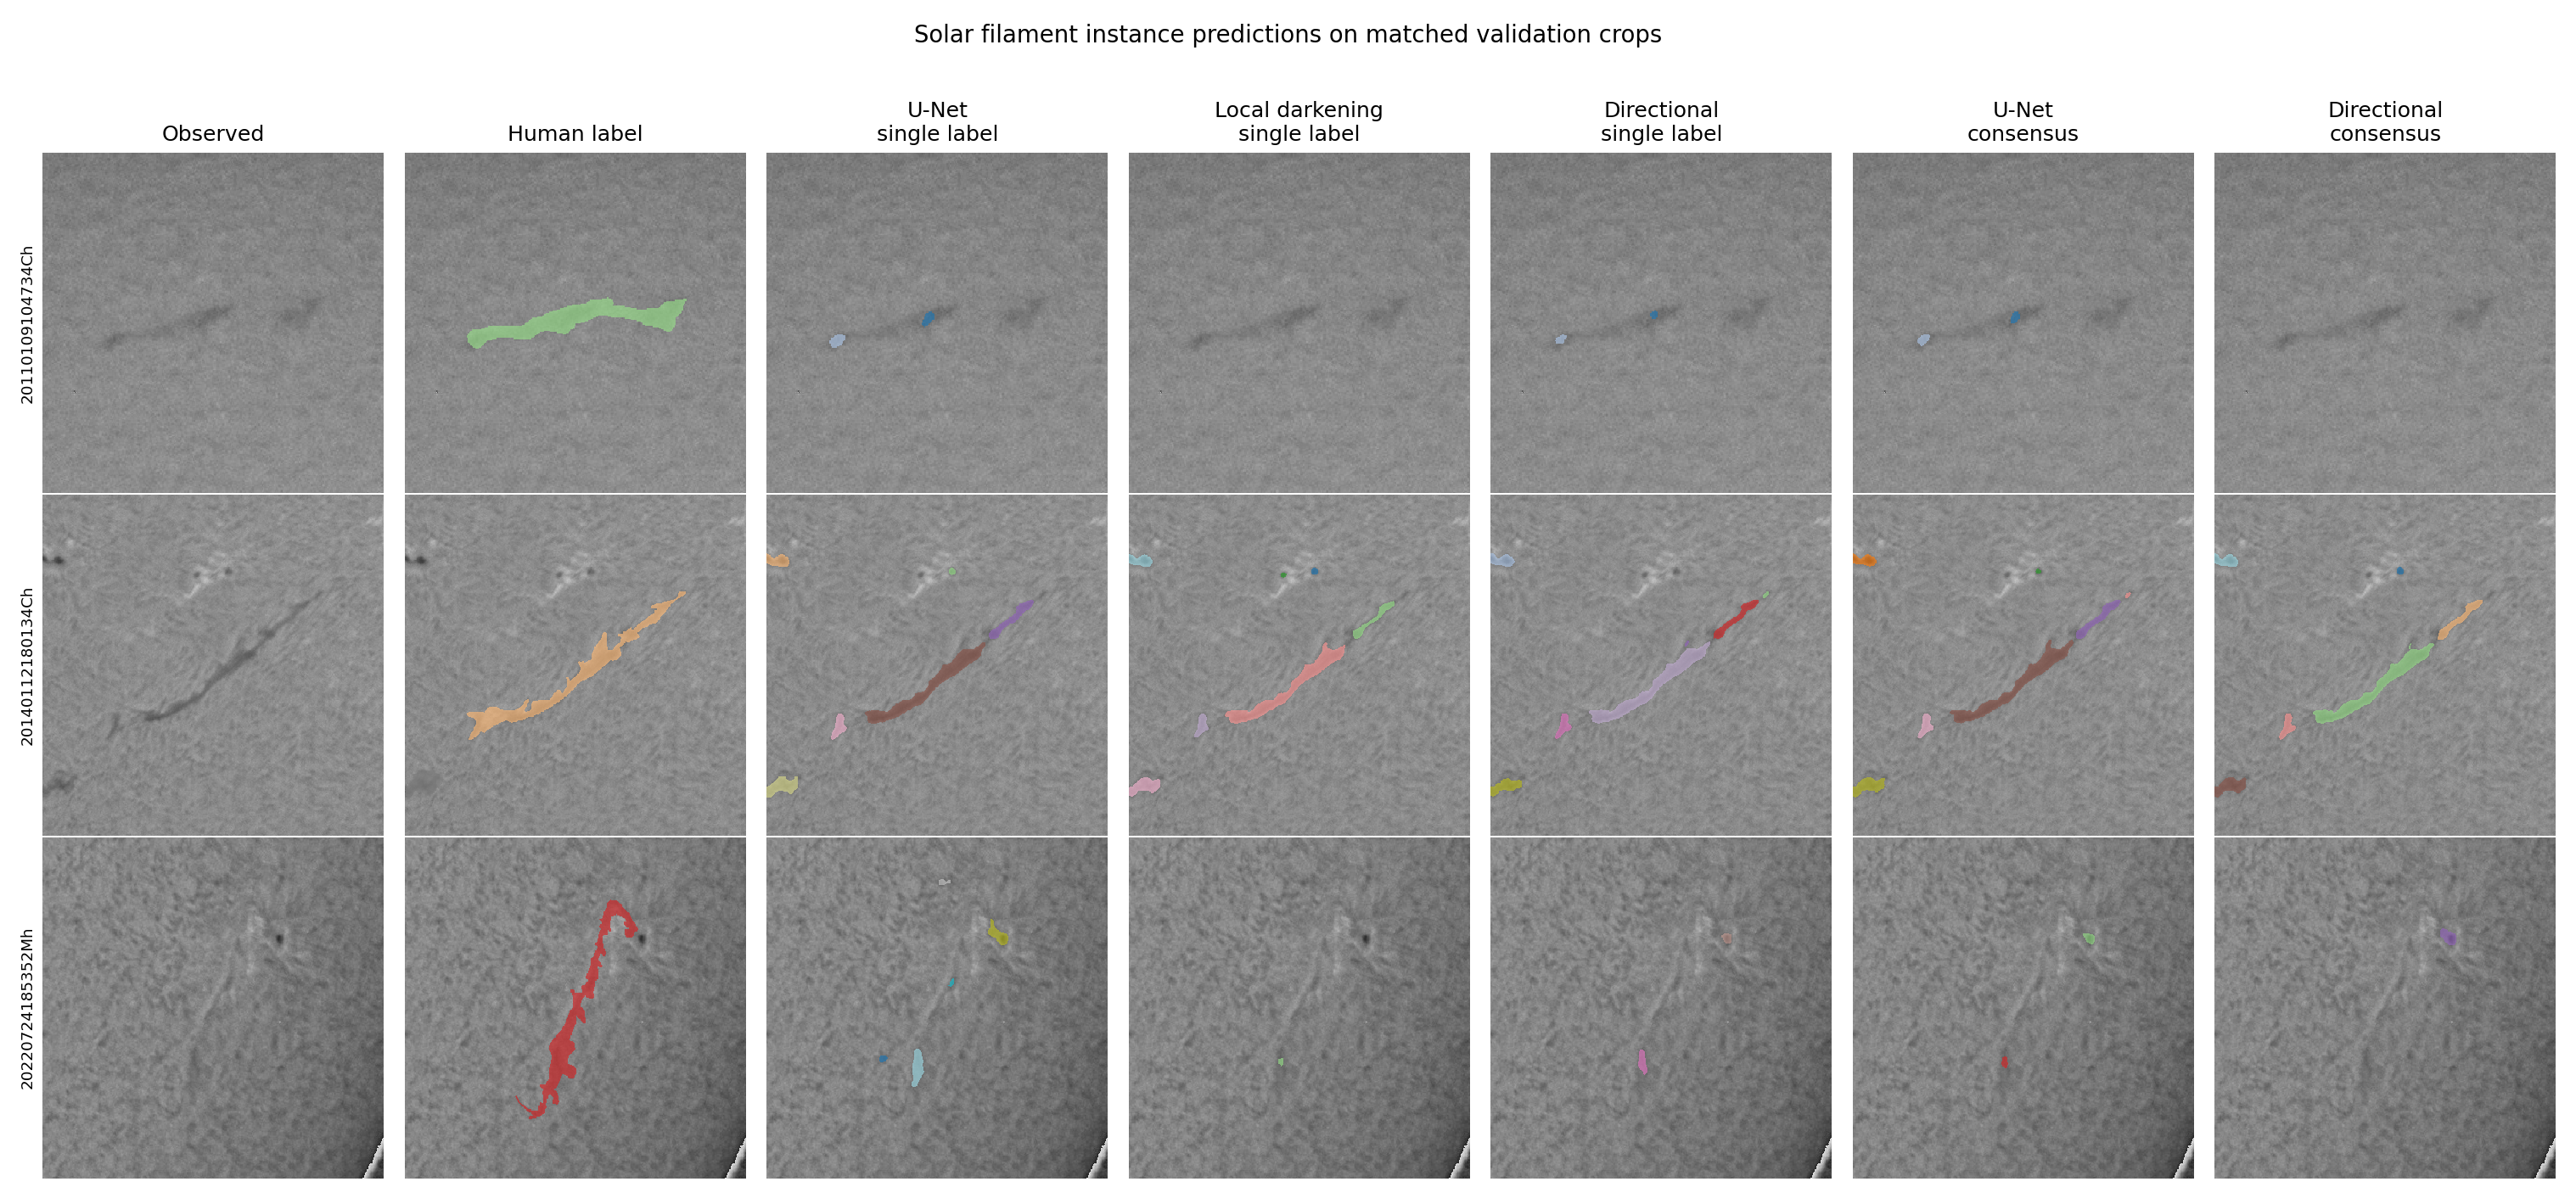 Solar filament instance predictions on matched validation crops
Observed
Human label
U-Net
single label
Local darkening
single label
Directional
single label
U-Net
consensus
Directional
consensus
20110109104734Ch
20140112180134Ch
20220724185352Mh